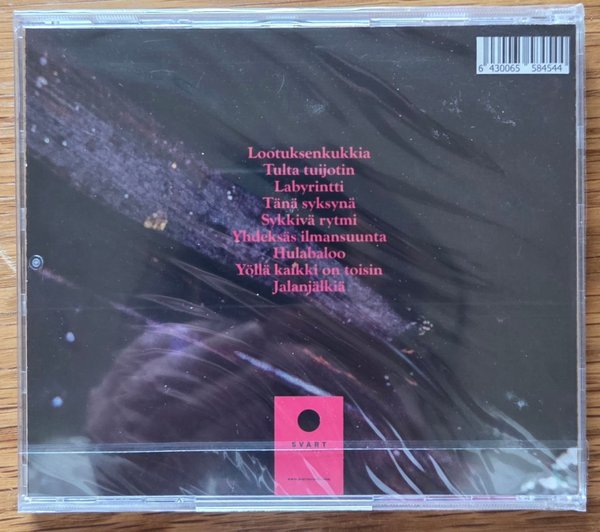 6 430065 584544
Lootuksenkukkia
Tulta tuijotin
Labyrintti
Tänä syksynä
Sykkivä rytmi
Yhdeksäs ilmansuunta
Hulabaloo
Yöllä kaikki on toisin
Jalanjälkiä
SVART